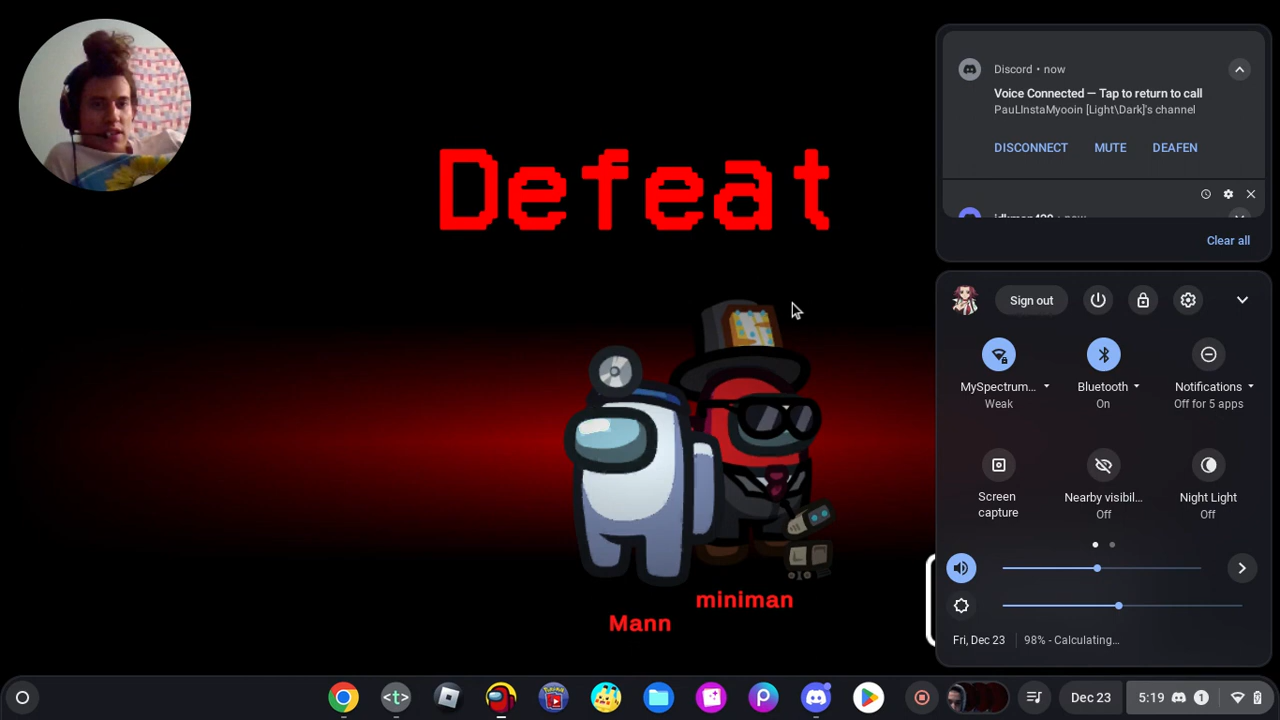 Defeat
Mann
miniman
Discord • now
Voice Connected — Tap to return to call
PauLInstaMyooin [Light\Dark]'s channel
DISCONNECT MUTE DEAFEN
Clear all
Sign out
MySpectrum... Bluetooth Notifications
Weak On Off for 5 apps
Screen capture
Nearby visibil...
Off
Night Light
Off
Fri, Dec 23 98% - Calculating...
<t>
Dec 23 5:19 1